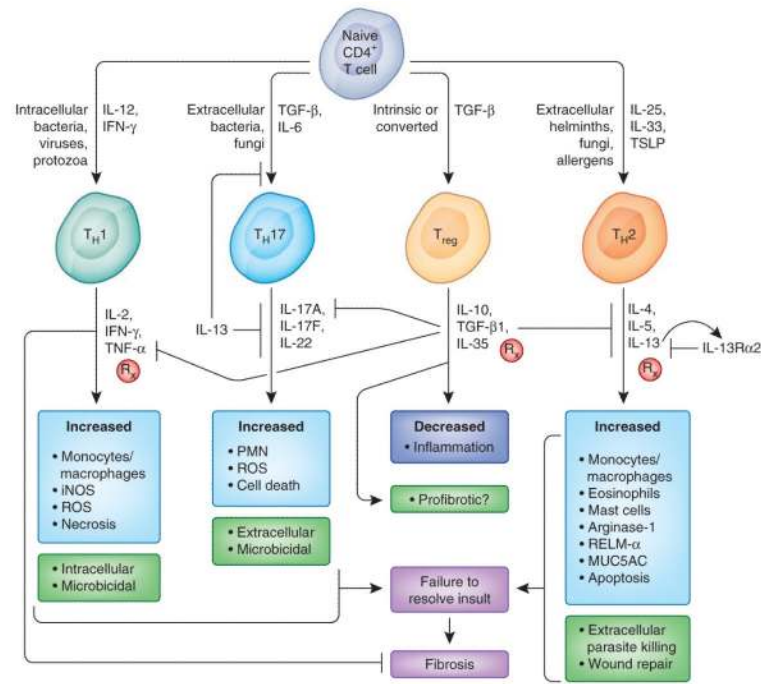 Naive
CD4+
T cell
Intracellular
bacteria,
viruses,
protozoa
IL-12,
IFN-γ
Extracellular
bacteria,
fungi
TGF-β,
IL-6
Intrinsic or
converted
TGF-β
Extracellular
helminths,
fungi,
allergens
IL-25,
IL-33,
TSLP
TH1
TH17
Treg
TH2
IL-2,
IFN-γ,
TNF-α
Rx
IL-13
IL-17A,
IL-17F,
IL-22
IL-10,
TGF-β1,
IL-35
Rx
IL-4,
IL-5,
IL-13
Rx
IL-13Rα2
Increased
• Monocytes/
macrophages
• iNOS
• ROS
• Necrosis
• Intracellular
• Microbicidal
Increased
• PMN
• ROS
• Cell death
• Extracellular
• Microbicidal
Decreased
• Inflammation
• Profibrotic?
Increased
• Monocytes/
macrophages
• Eosinophils
• Mast cells
• Arginase-1
• RELM-α
• MUC5AC
• Apoptosis
• Extracellular
parasite killing
• Wound repair
Failure to
resolve insult
Fibrosis